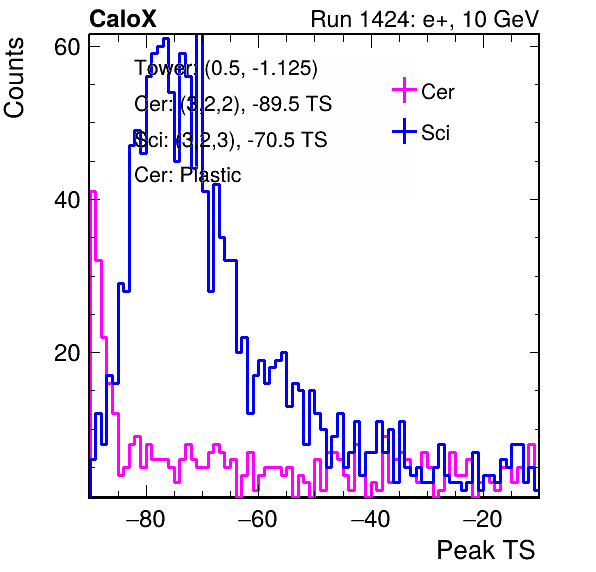 CaloX Run 1424: e+, 10 GeV
Counts
60
40
20
Tower: (0.5, -1.125)
Cer: (3,2,2), -89.5 TS
Sci: (3,2,3), -70.5 TS
Cer: Plastic
Cer
Sci
−80 −60 −40 −20
Peak TS